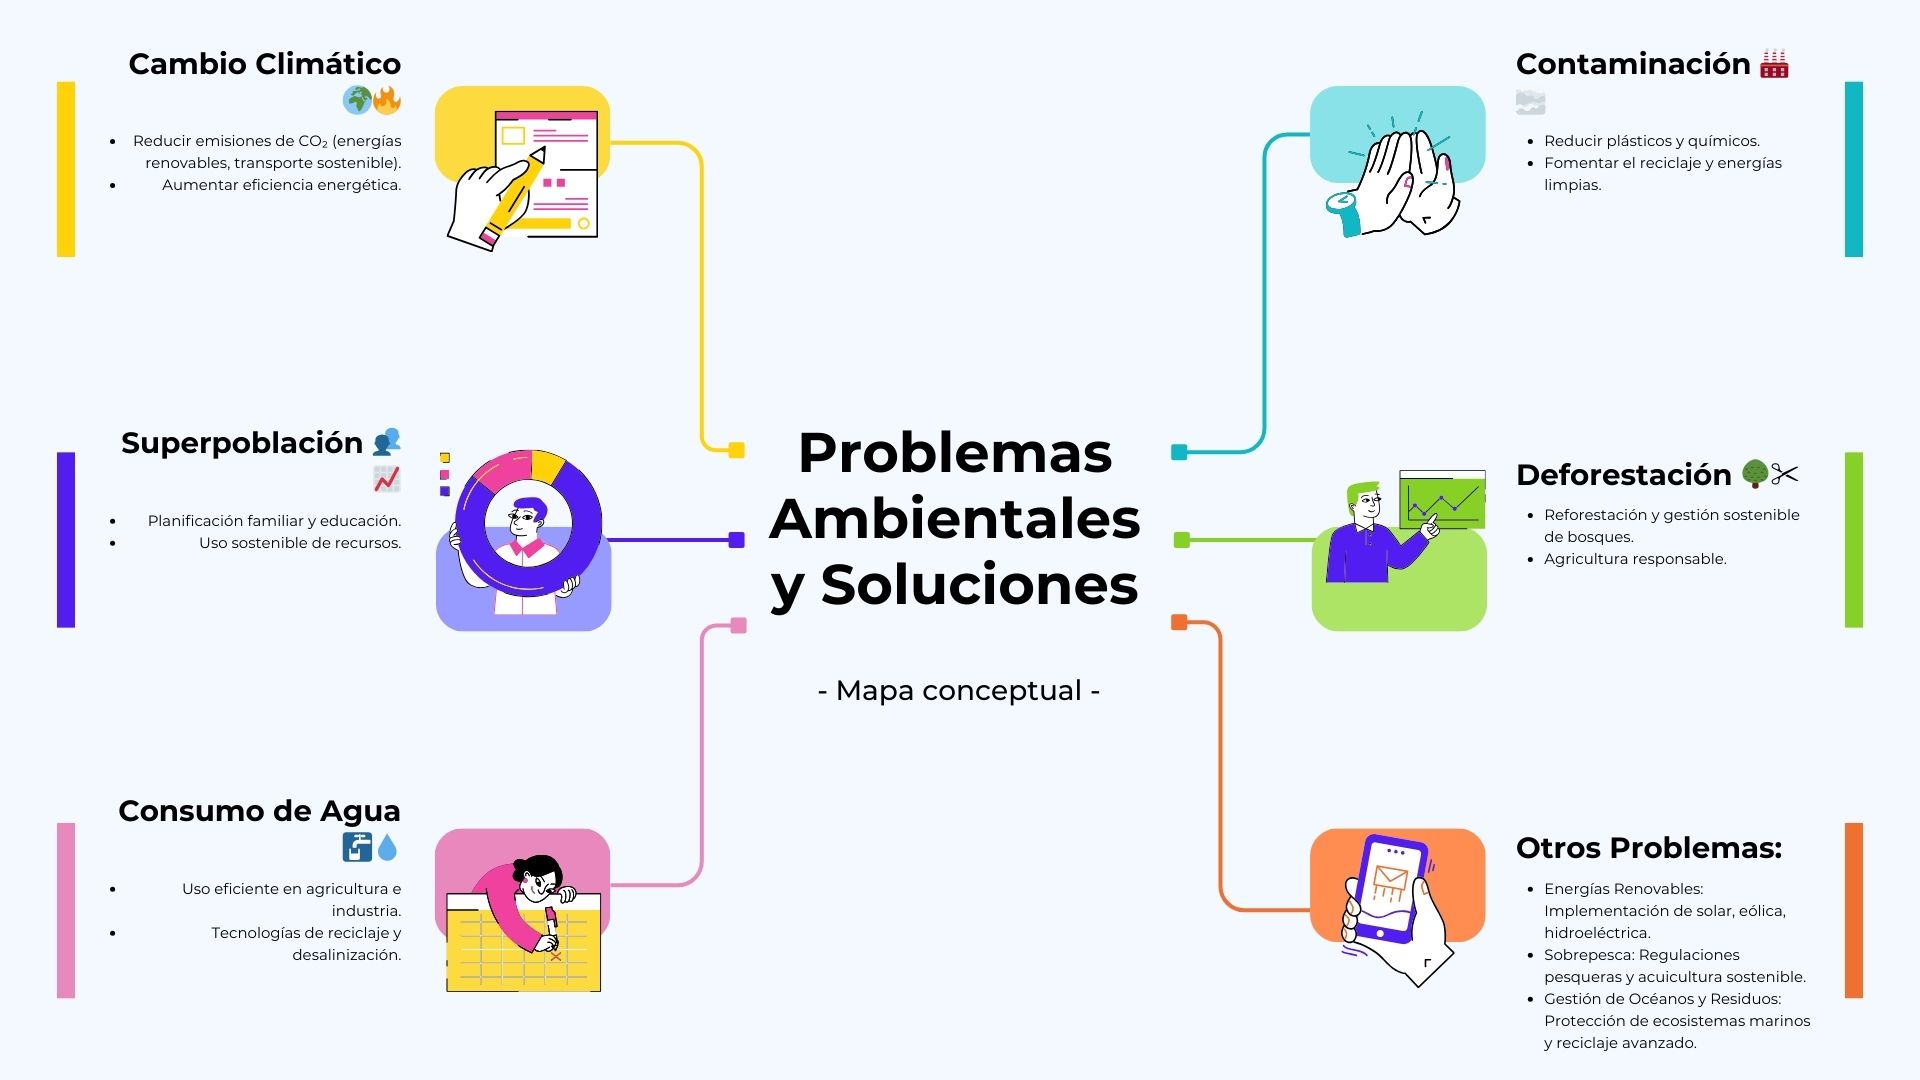 Cambio Climático
🌍🔥
• Reducir emisiones de CO₂ (energías
renovables, transporte sostenible).
• Aumentar eficiencia energética.
Superpoblación 👥
📈
• Planificación familiar y educación.
• Uso sostenible de recursos.
Consumo de Agua
🚰💧
• Uso eficiente en agricultura e
industria.
• Tecnologías de reciclaje y
desalinización.
Problemas
Ambientales
y Soluciones
- Mapa conceptual -
Contaminación 🏭
🌫️
• Reducir plásticos y químicos.
• Fomentar el reciclaje y energías
limpias.
Deforestación 🌳✂️
• Reforestación y gestión sostenible
de bosques.
• Agricultura responsable.
Otros Problemas:
• Energías Renovables:
Implementación de solar, eólica,
hidroeléctrica.
• Sobrepesca: Regulaciones
pesqueras y acuicultura sostenible.
• Gestión de Océanos y Residuos:
Protección de ecosistemas marinos
y reciclaje avanzado.